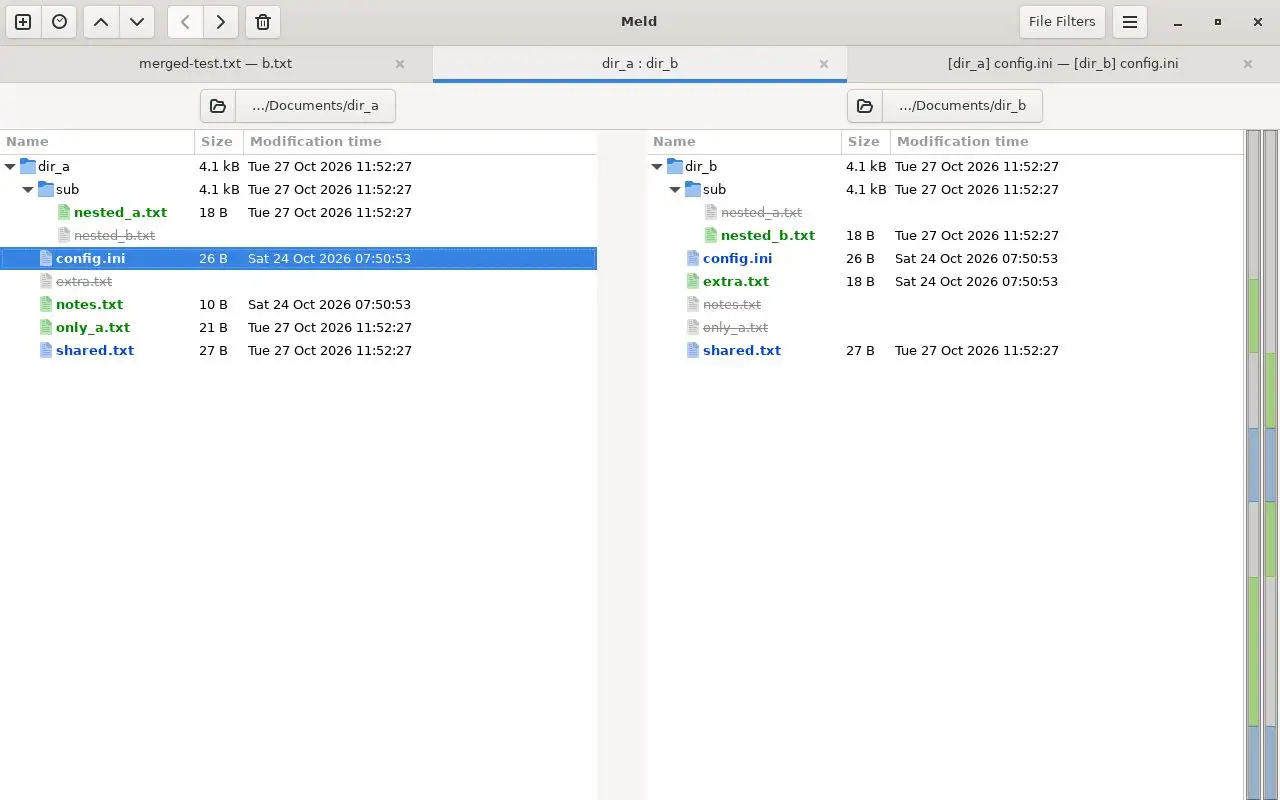 Meld
File Filters
merged-test.txt — b.txt
dir_a : dir_b
[dir_a] config.ini — [dir_b] config.ini
.../Documents/dir_a
.../Documents/dir_b
Name Size Modification time
dir_a 4.1 kB Tue 27 Oct 2026 11:52:27
sub 4.1 kB Tue 27 Oct 2026 11:52:27
nested_a.txt 18 B Tue 27 Oct 2026 11:52:27
nested_b.txt
config.ini 26 B Sat 24 Oct 2026 07:50:53
extra.txt
notes.txt 10 B Sat 24 Oct 2026 07:50:53
only_a.txt 21 B Tue 27 Oct 2026 11:52:27
shared.txt 27 B Tue 27 Oct 2026 11:52:27
Name Size Modification time
dir_b 4.1 kB Tue 27 Oct 2026 11:52:27
sub 4.1 kB Tue 27 Oct 2026 11:52:27
nested_a.txt
nested_b.txt 18 B Tue 27 Oct 2026 11:52:27
config.ini 26 B Sat 24 Oct 2026 07:50:53
extra.txt 18 B Sat 24 Oct 2026 07:50:53
notes.txt
only_a.txt
shared.txt 27 B Tue 27 Oct 2026 11:52:27